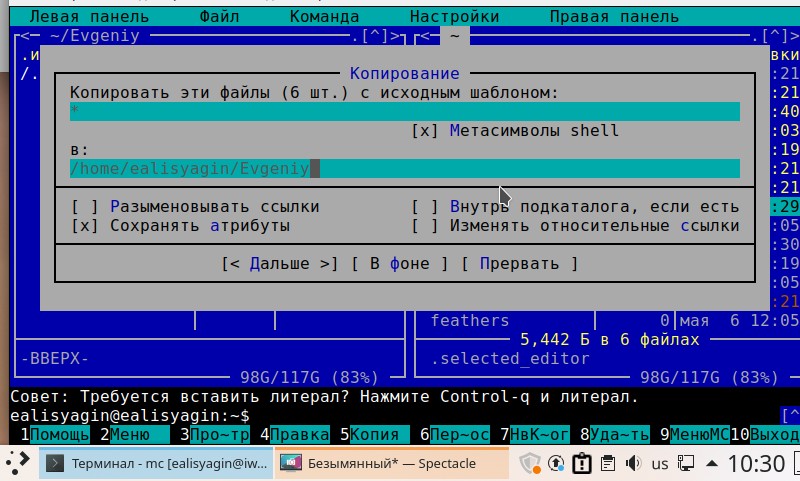 Левая панель Файл Команда Настройки Правая панель
<─ ~/Evgeniy .[^]> <─ ~ .[^]>
.и вки
/. :21
Копирование
:21
Копировать эти файлы (6 шт.) с исходным шаблоном:
:40
*
:03
[x] Метасимволы shell
:19
в:
:21
/home/ealisyagin/Evgeniy
:21
[ ] Разыменовывать ссылки [ ] Внутрь подкаталога, если есть
:29
[x] Сохранять атрибуты [ ] Изменять относительные ссылки
:05
:30
[< Дальше >] [ В фоне ] [ Прервать ]
:19
:05
:21
feathers 0 мая 6 12:05
5,442 Б в 6 файлах
-ВВЕРХ- .selected_editor
98G/117G (83%) 98G/117G (83%)
Совет: Требуется вставить литерал? Нажмите Control-q и литерал.
ealisyagin@ealisyagin:~$ [^
1Помощь 2Меню 3Про~тр 4Правка 5Копия 6Пер~ос 7НвК~ог 8Уда~ть 9МенюMC 10Выход
Терминал - mc [ealisyagin@iw... Безымянный* — Spectacle us 10:30